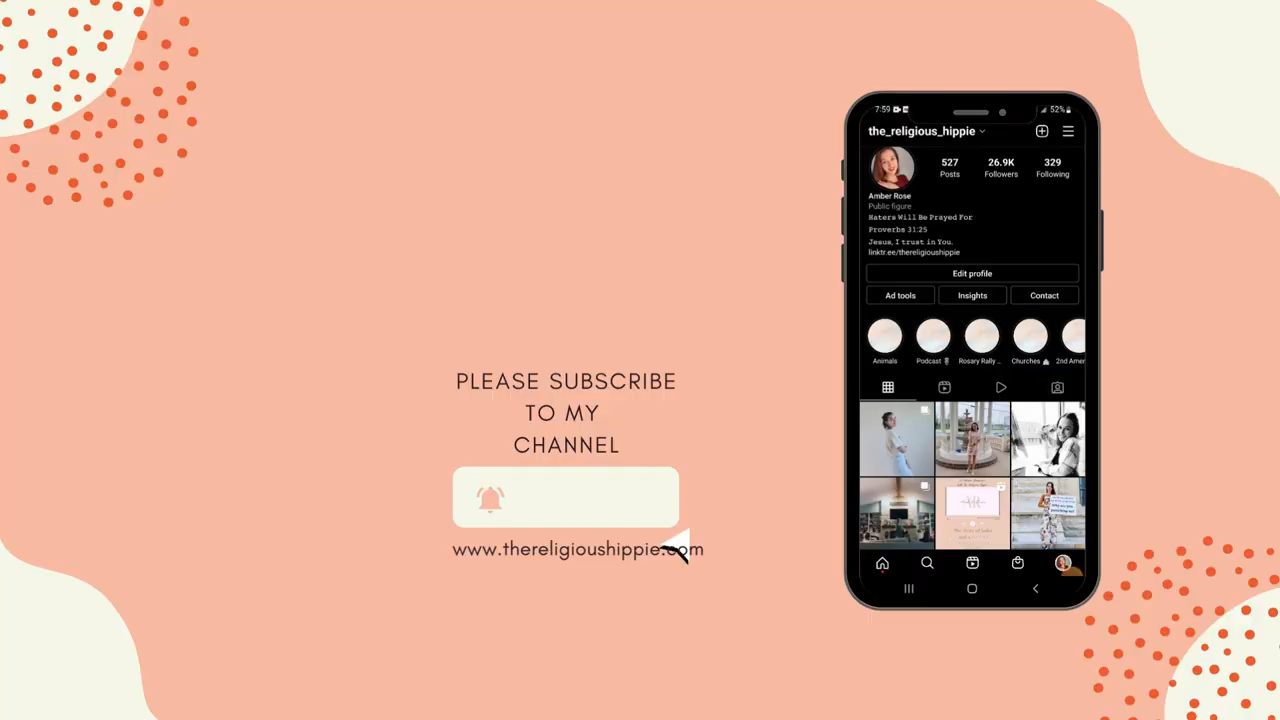 PLEASE SUBSCRIBE
TO MY
CHANNEL
www.thereligioushippie.com
7:59
52%
the_religious_hippie
527
26.9K
329
Posts
Followers
Following
Amber Rose
Public figure
Haters Will Be Prayed For
Proverbs 31:25
Jesus, I trust in You.
linktr.ee/thereligioushippie
Edit profile
Ad tools
Insights
Contact
Animals
Podcast
Rosary Rally ..
Churches
2nd Amer